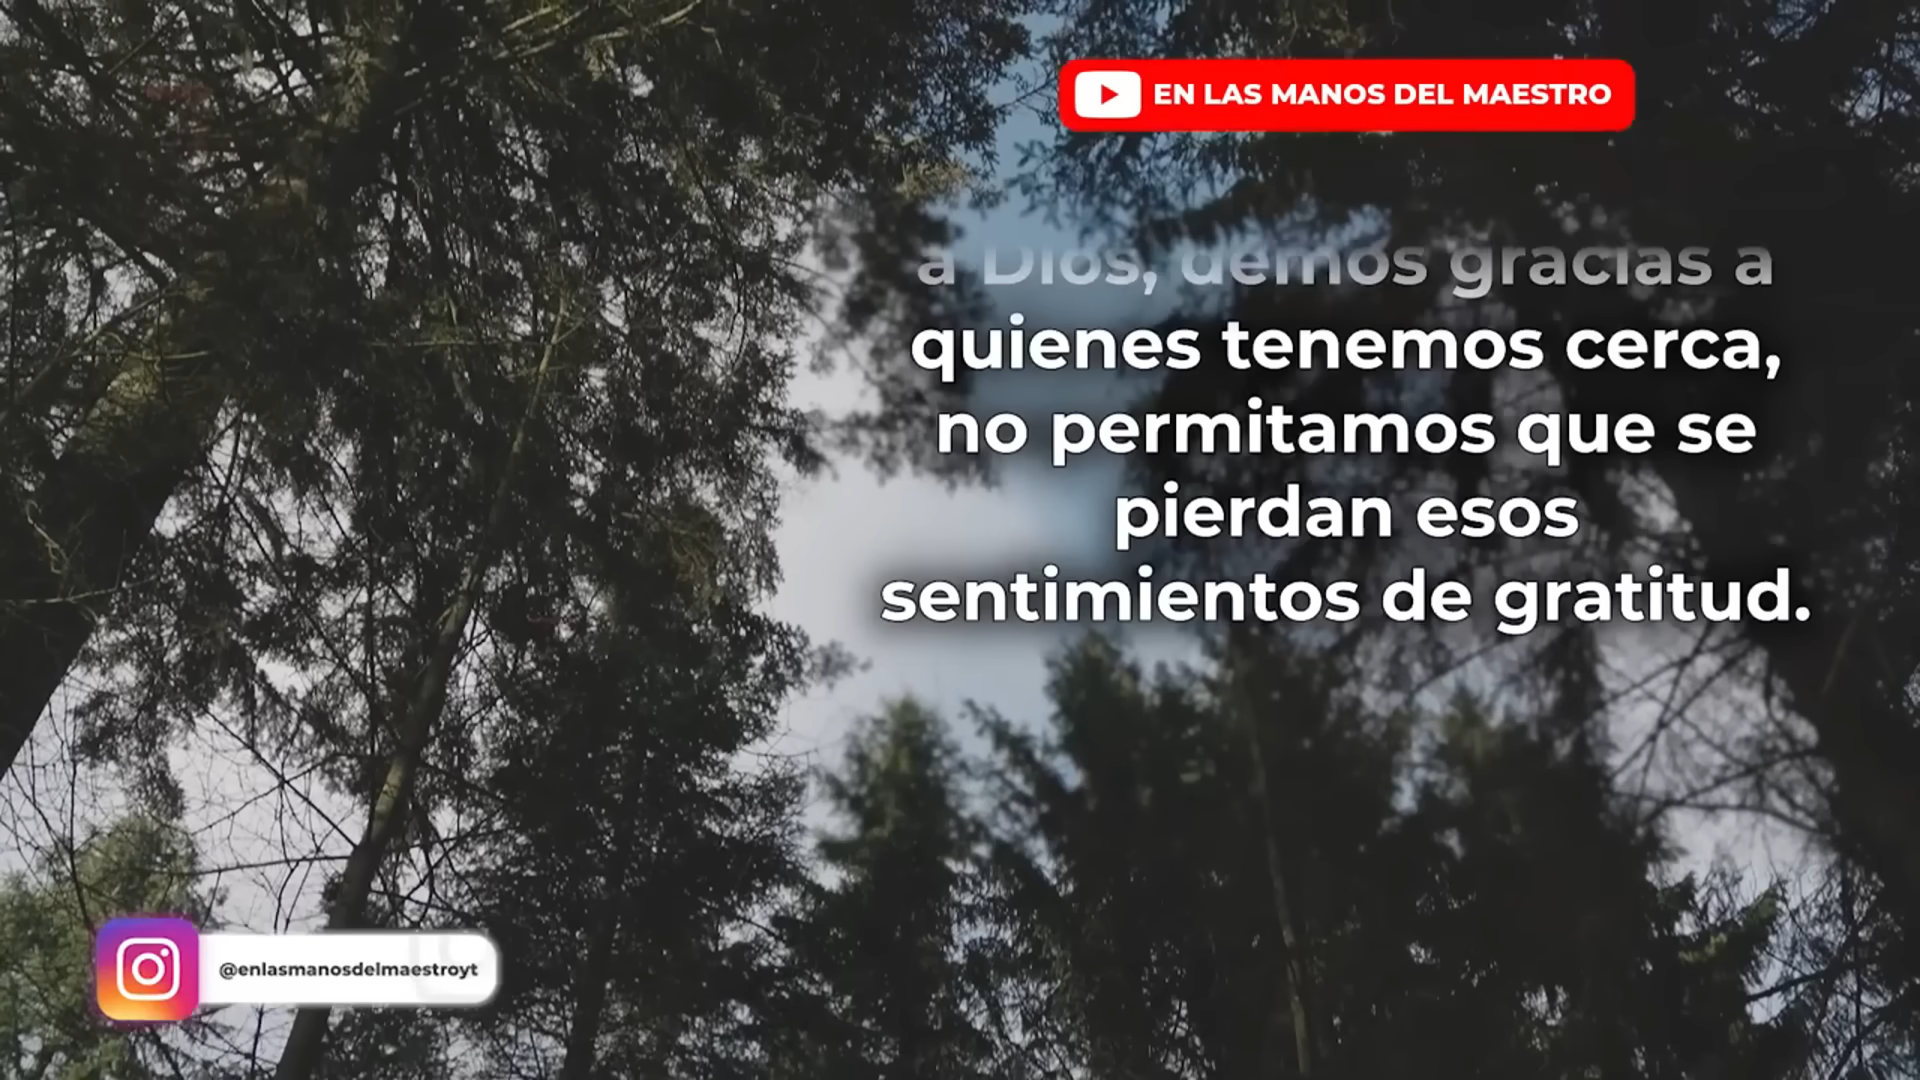 EN LAS MANOS DEL MAESTRO
a Dios, demos gracias a
quienes tenemos cerca,
no permitamos que se
pierdan esos
sentimientos de gratitud.
@enlasmanosdelmaestroyt